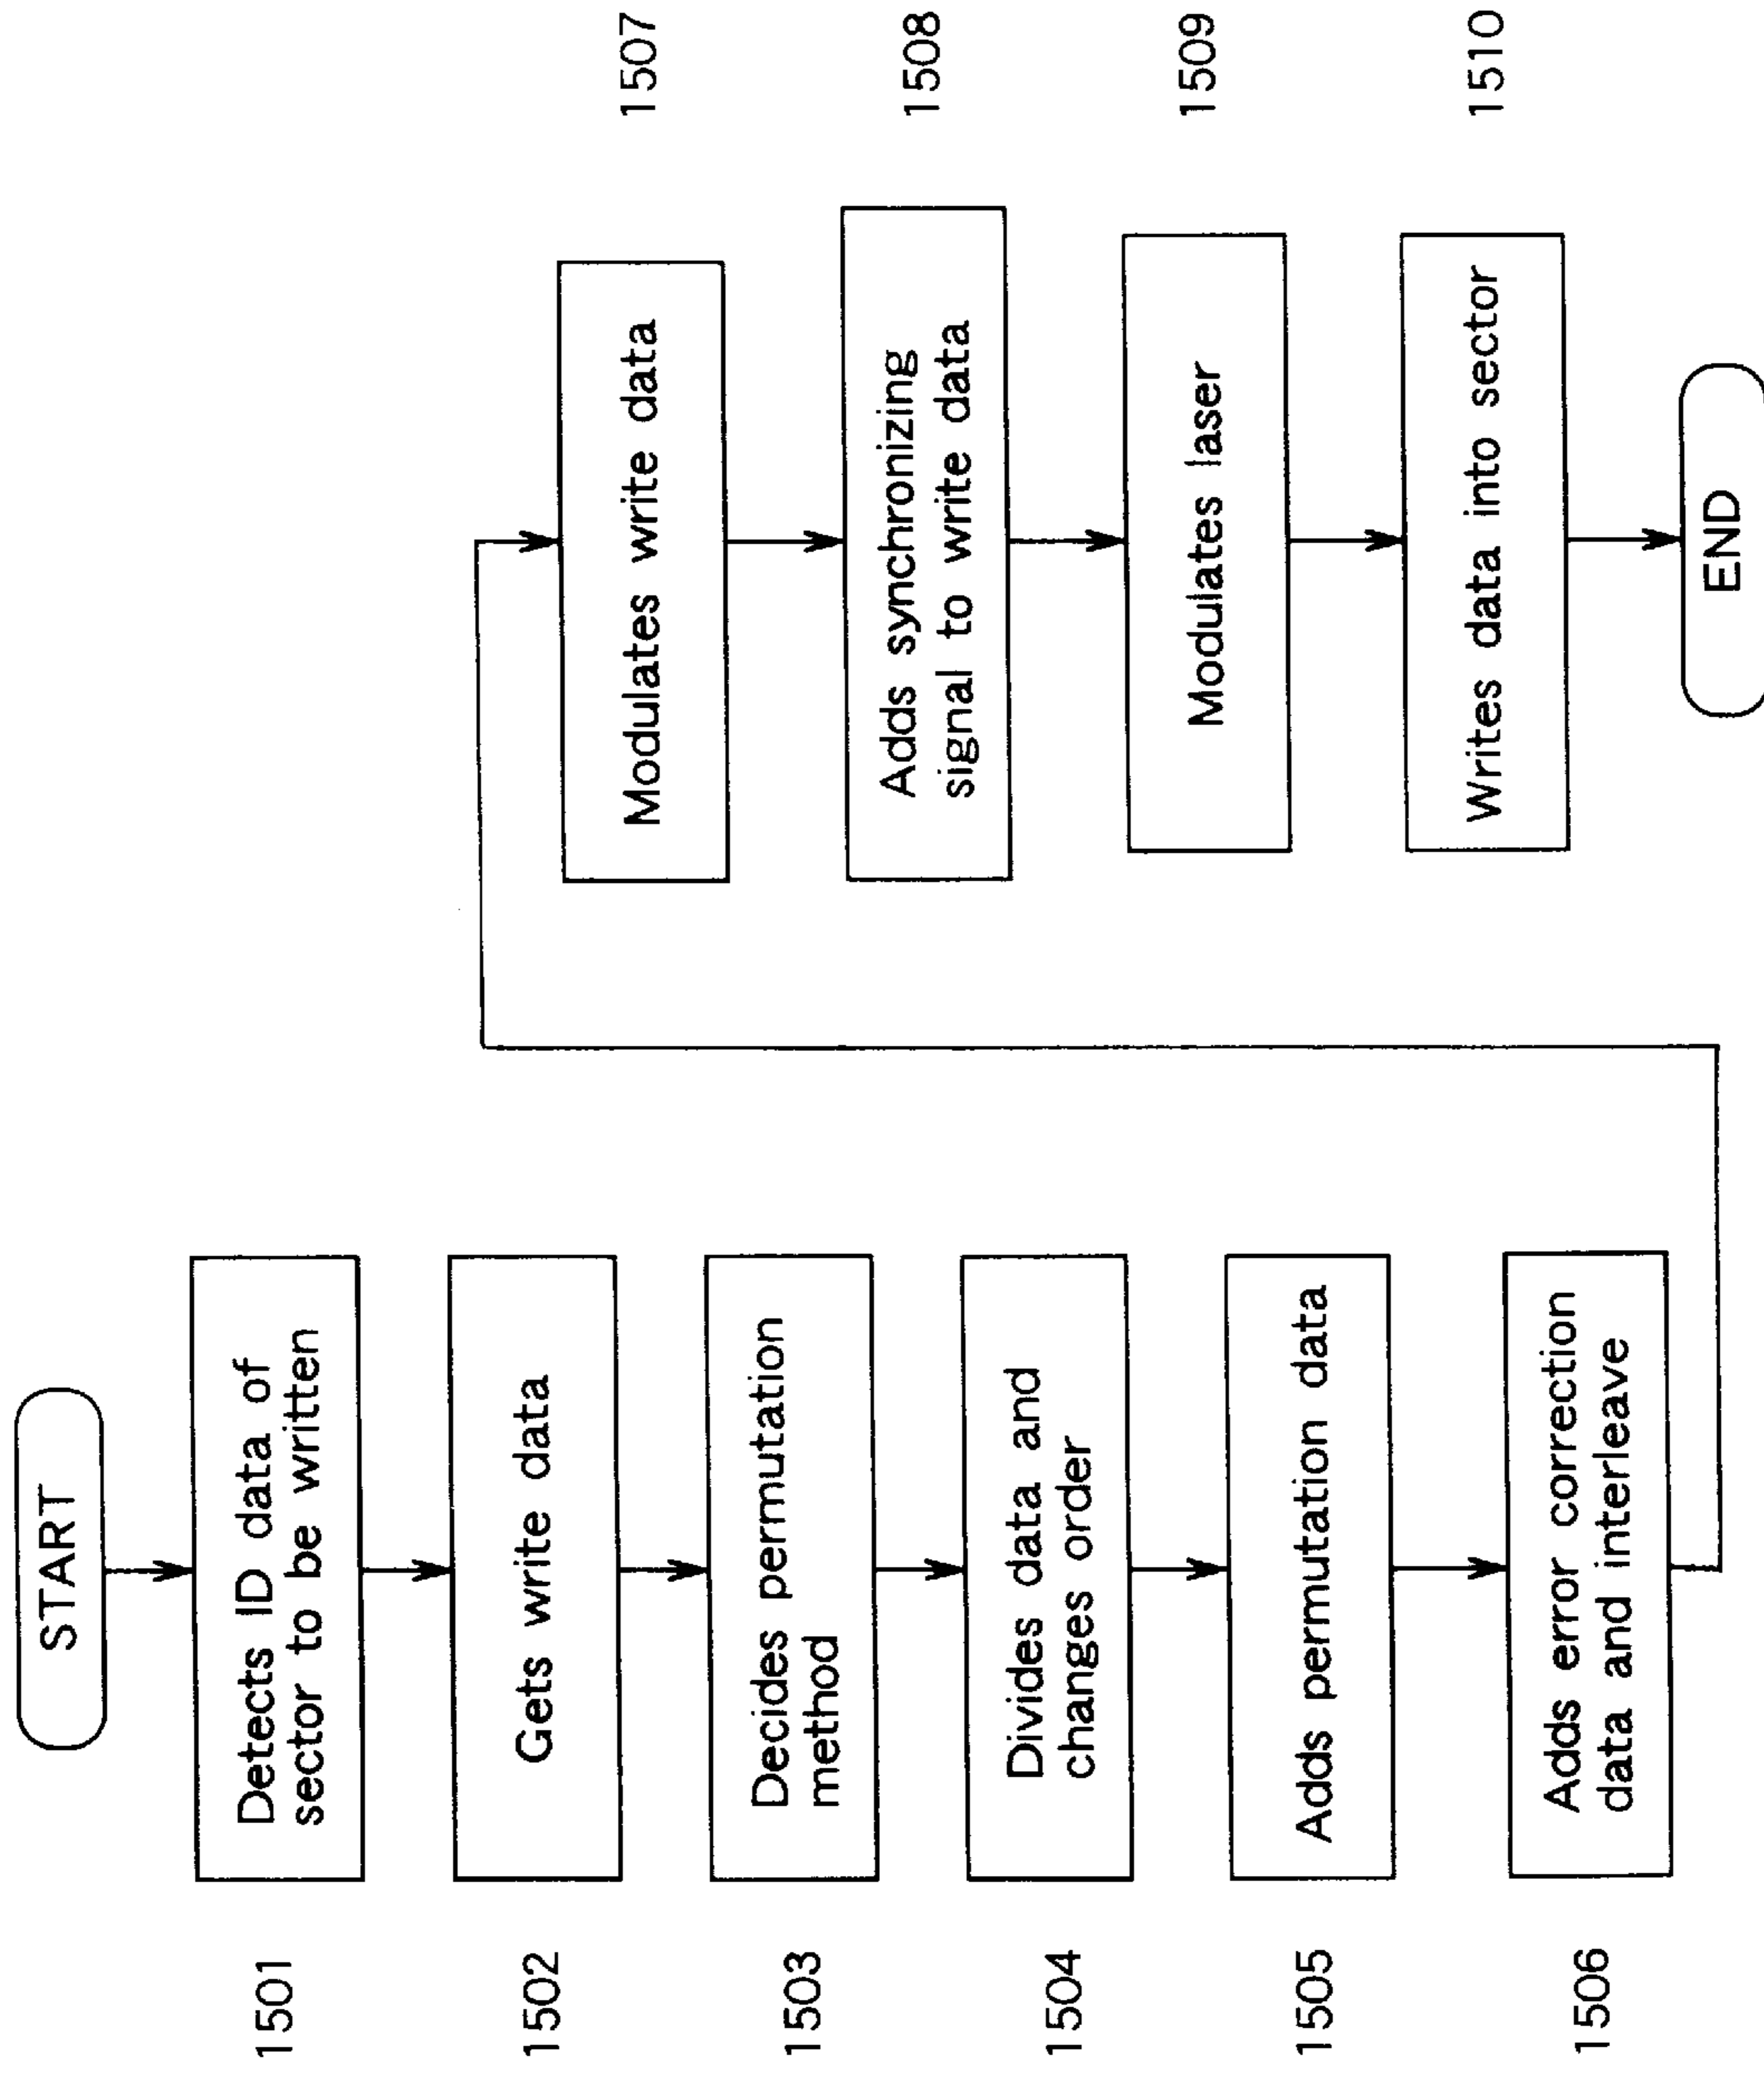 START
1501
Detects ID data of
sector to be written
1502
Gets write data
1503
Decides permutation
method
1504
Divides data and
changes order
1505
Adds permutation data
1506
Adds error correction
data and interleave
Modulates write data
1507
Adds synchronizing
signal to write data
1508
Modulates laser
1509
Writes data into sector
1510
END